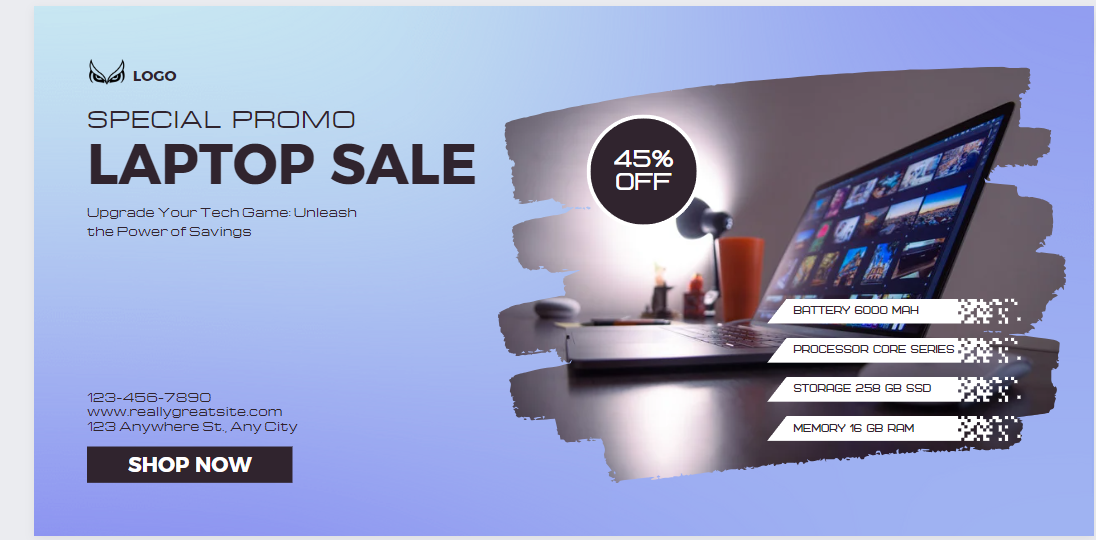 LOGO
SPECIAL PROMO
LAPTOP SALE
Upgrade Your Tech Game: Unleash
the Power of Savings
45%
OFF
BATTERY 6000 MAH
PROCESSOR CORE SERIES
STORAGE 258 GB SSD
MEMORY 16 GB RAM
123-456-7890
www.reallygreatsite.com
123 Anywhere St., Any City
SHOP NOW